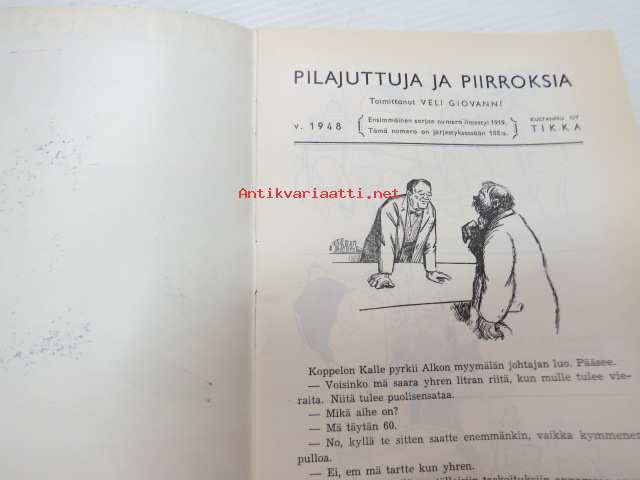 PILAJUTTUJA JA PIIRROKSIA
Toimittanut VELI GIOVANNI
v. 1948
Ensimmäinen sarjan numero ilmestyi 1919.
Tämä numero on järjestyksessään
KUSTANNUS OY
TIKKA
Antikvariaatti.net
Koppelon Kalle pyrkii Alkon myymälän johtajan luo. Pääsee.
— Voisinko mä saara yhren litran riitä, kun mulle tulee vie-
raita. Niitä tulee puolisensataa.
— Mikä aihe on?
— Mä täytän 60.
— No, kyllä te sitten saatte enemmänkin, vaikka kymmenen
pulloa.
— Ei, em mä tartte kun yhren.